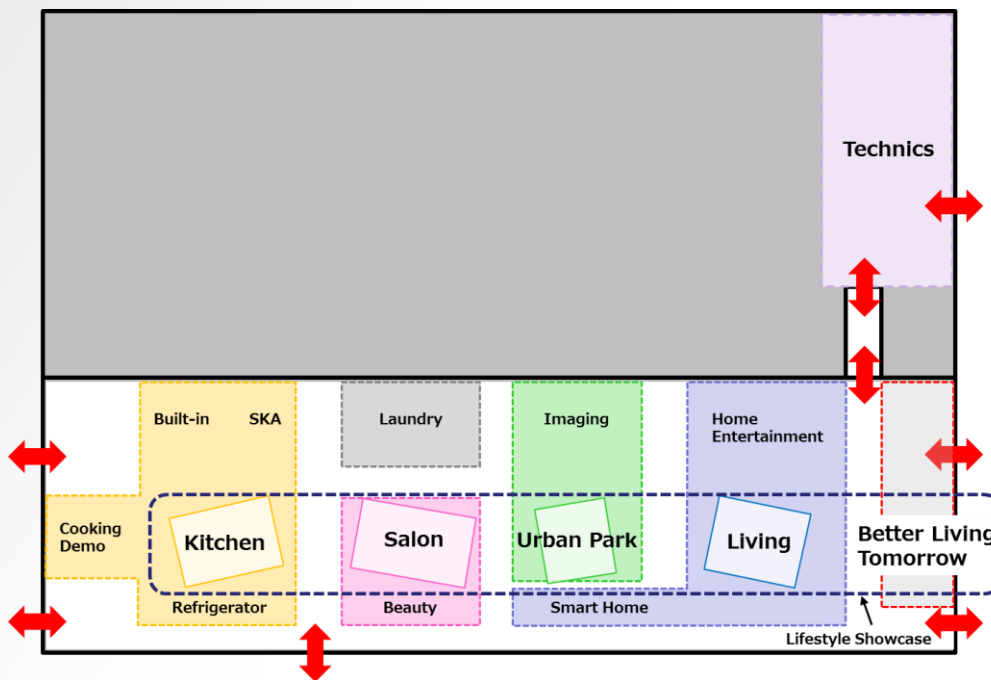 Technics
Built-in SKA
Laundry
Imaging
Home
Entertainment
Cooking
Demo
Kitchen
Salon
Urban Park
Living
Better Living
Tomorrow
Refrigerator
Beauty
Smart Home
Lifestyle Showcase